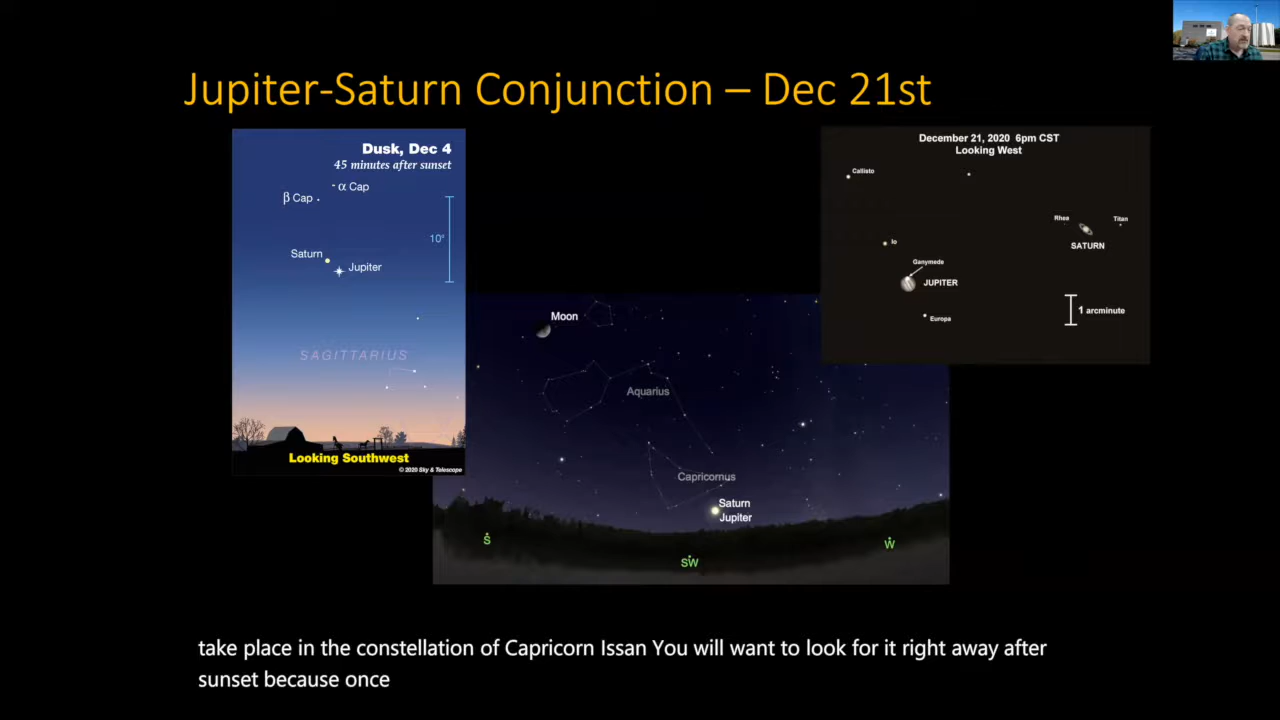 Jupiter-Saturn Conjunction – Dec 21st
Dusk, Dec 4
45 minutes after sunset
α Cap
β Cap
10°
Saturn
Jupiter
SAGITTARIUS
Looking Southwest
© 2020 Sky & Telescope
Moon
Aquarius
Capricornus
Saturn
Jupiter
S
SW
W
December 21, 2020 6pm CST
Looking West
Callisto
Rhea
Titan
SATURN
Io
Ganymede
JUPITER
1 arcminute
Europa
take place in the constellation of Capricorn Issan You will want to look for it right away after
sunset because once